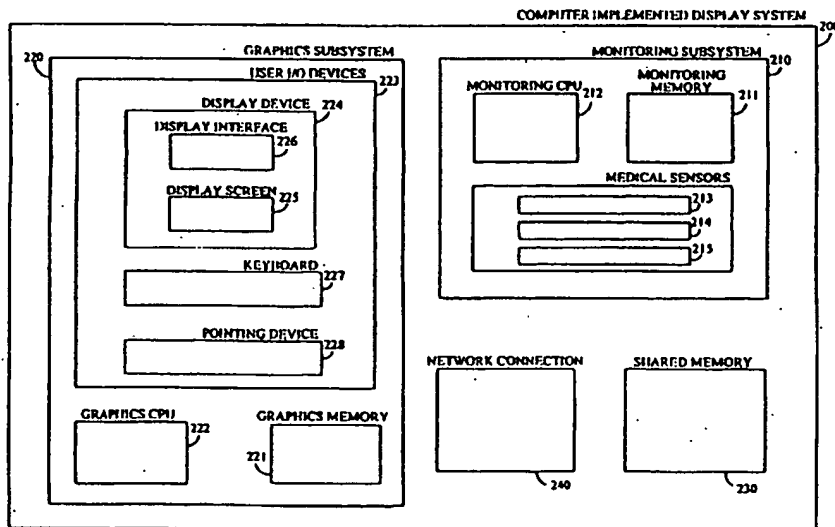 COMPUTER IMPLEMENTED DISPLAY SYSTEM
200
GRAPHICS SUBSYSTEM
220
USER I/O DEVICES
223
DISPLAY DEVICE
224
DISPLAY INTERFACE
226
DISPLAY SCREEN
225
KEYBOARD
227
POINTING DEVICE
228
GRAPHICS CPU
222
GRAPHICS MEMORY
221
MONITORING SUBSYSTEM
210
MONITORING CPU
212
MONITORING
MEMORY
211
MEDICAL SENSORS
213
214
215
NETWORK CONNECTION
240
SHARED MEMORY
230